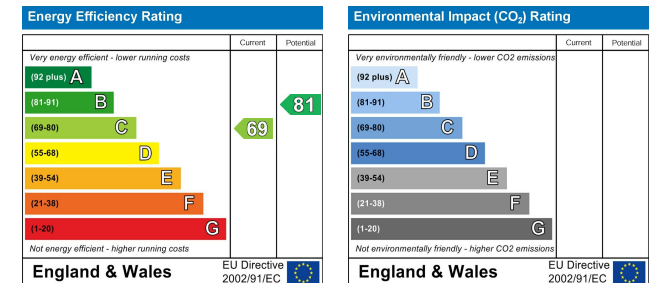 Energy Efficiency Rating
Current Potential
Very energy efficient - lower running costs
(92 plus) A
(81-91) B
81
(69-80) C
69
(55-68) D
(39-54) E
(21-38) F
(1-20) G
Not energy efficient - higher running costs
England & Wales
EU Directive
2002/91/EC
Environmental Impact (CO2) Rating
Current Potential
Very environmentally friendly - lower CO2 emissions
(92 plus) A
(81-91) B
(69-80) C
(55-68) D
(39-54) E
(21-38) F
(1-20) G
Not environmentally friendly - higher CO2 emissions
England & Wales
EU Directive
2002/91/EC